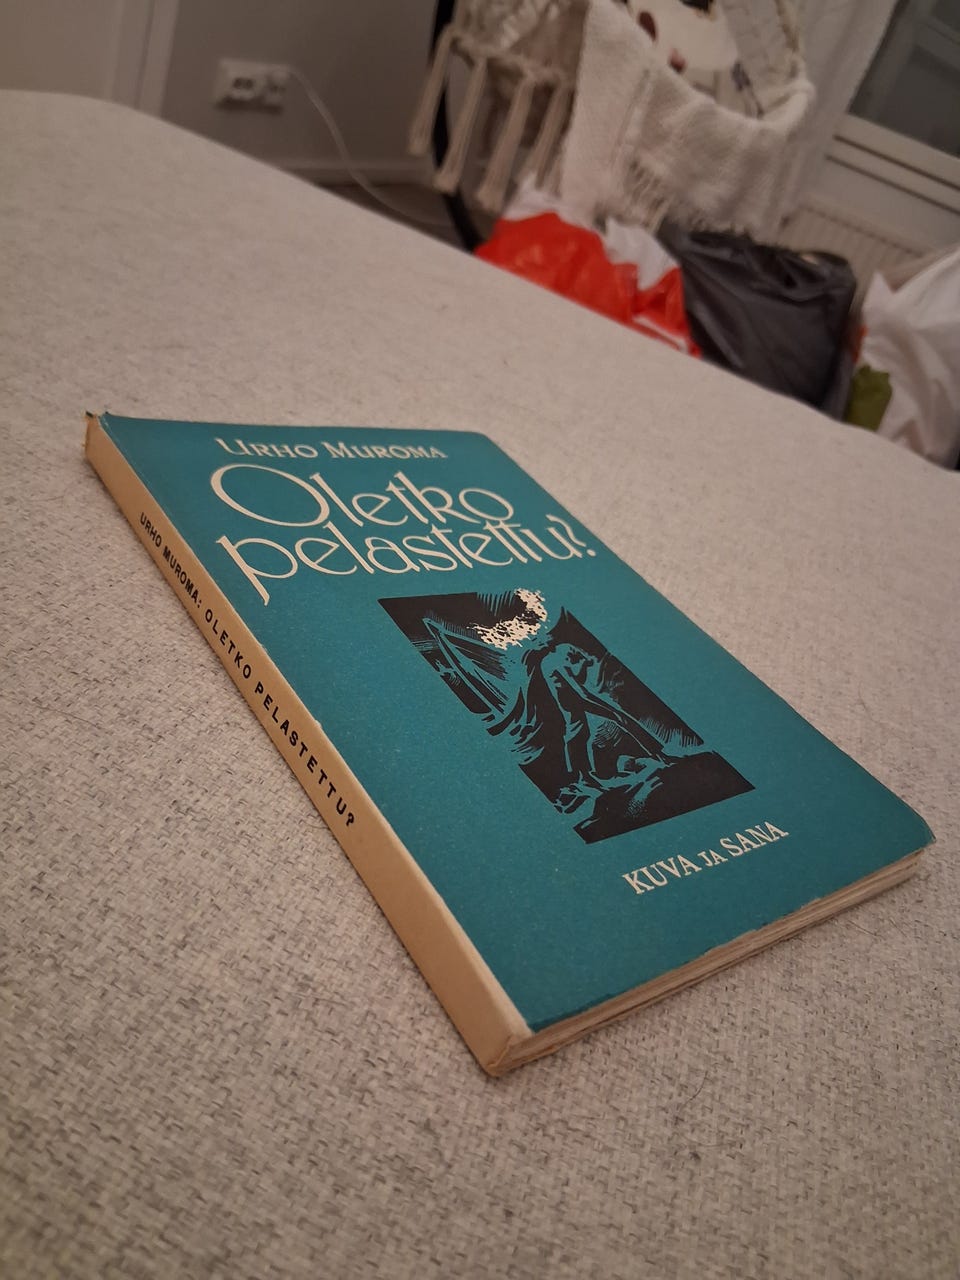 URHO MUROMA
Oletko
pelastettu?
KUVA JA SANA
URHO MUROMA: OLETKO PELASTETTU?